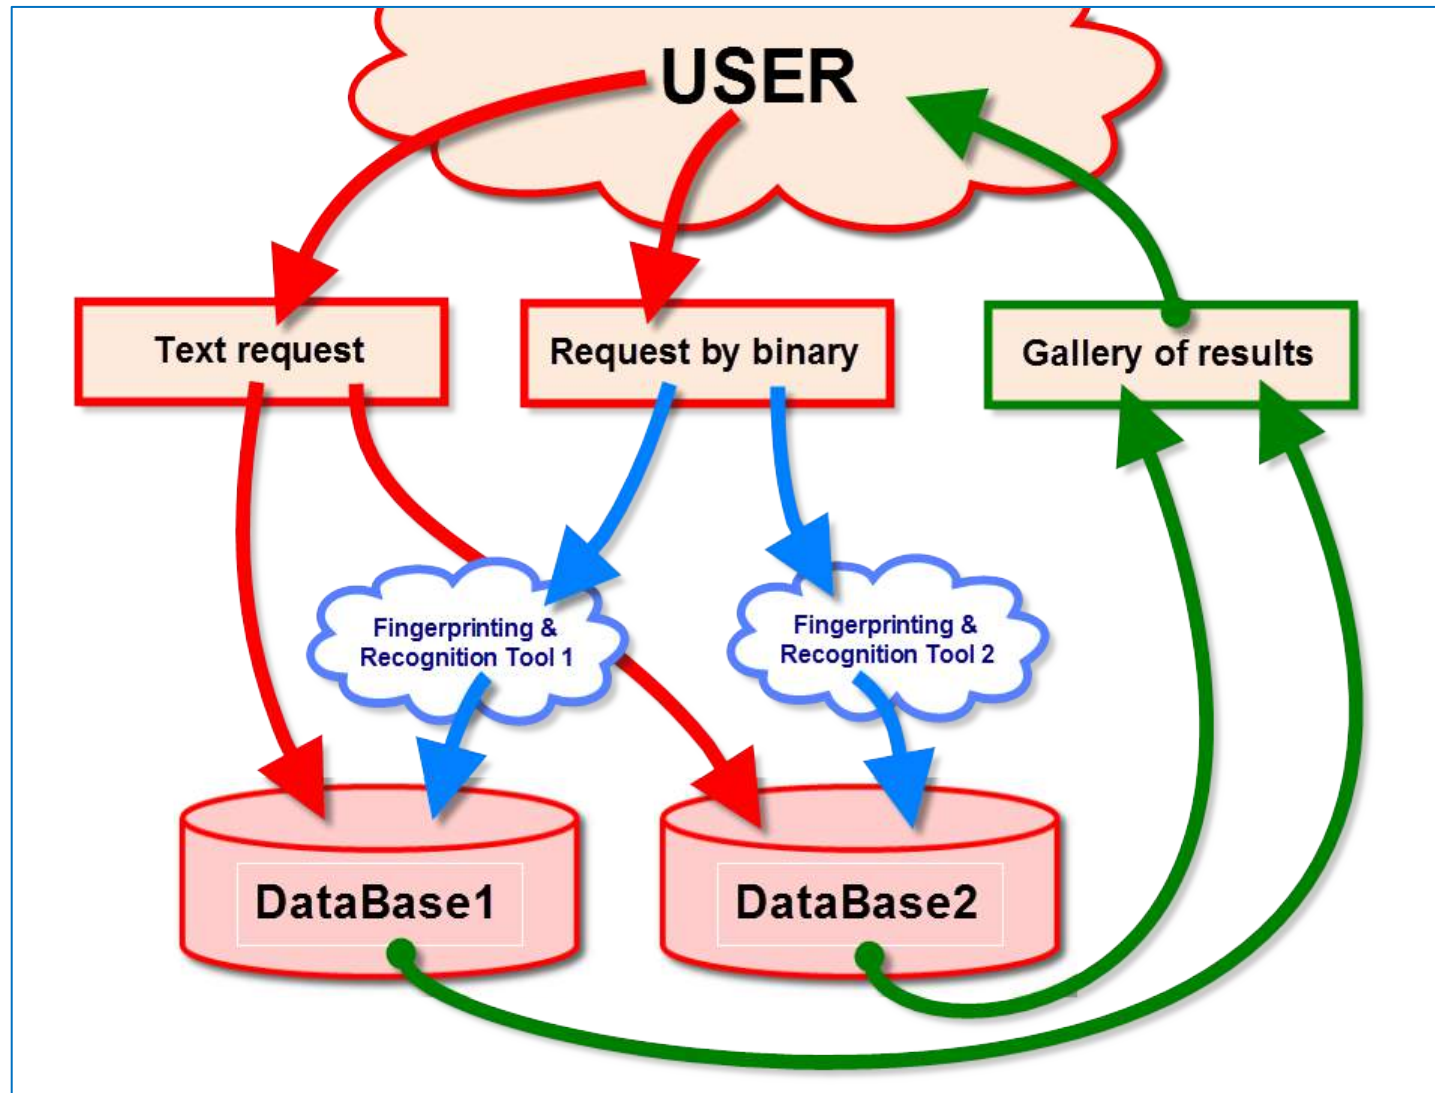 USER
Text request
Request by binary
Gallery of results
Fingerprinting &
Recognition Tool 1
Fingerprinting &
Recognition Tool 2
DataBase1
DataBase2